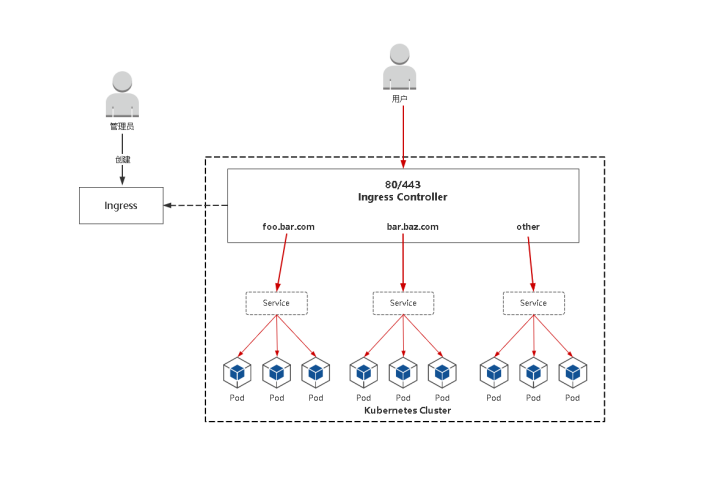 用户
管理员
创建
Ingress
80/443
Ingress Controller
foo.bar.com
bar.baz.com
other
Service
Service
Service
Pod
Pod
Pod
Pod
Pod
Pod
Pod
Pod
Pod
Kubernetes Cluster